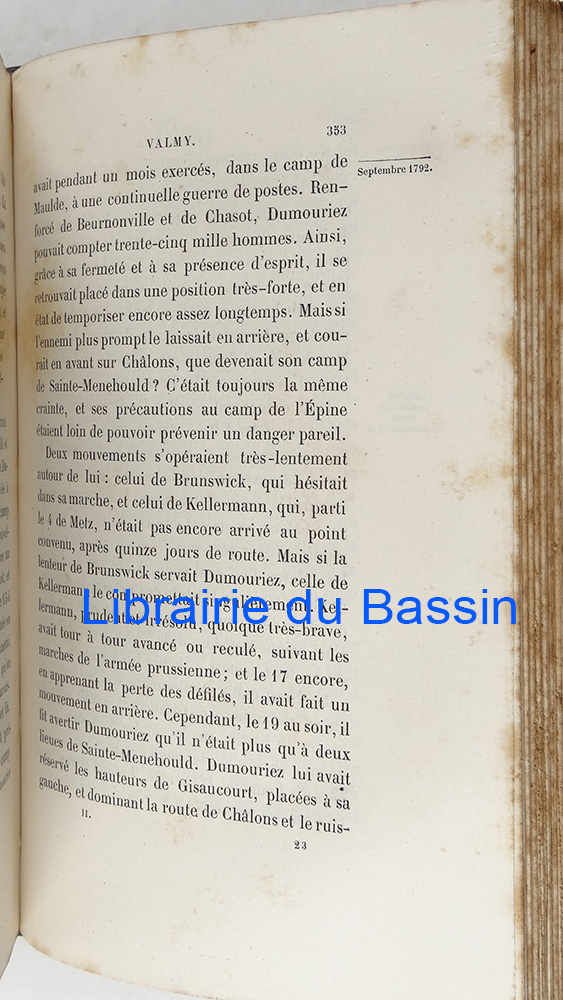 VALMY. 353
Septembre 1792.
avait pendant un mois exercés, dans le camp de
Maulde, à une continuelle guerre de postes. Ren-
forcé de Beurnonville et de Chasot, Dumouriez
pouvait compter trente-cinq mille hommes. Ainsi,
grâce à sa fermeté et à sa présence d'esprit, il se
retrouvait placé dans une position très-forte, et en
état de temporiser encore assez longtemps. Mais si
l'ennemi plus prompt le laissait en arrière, et cou-
rait en avant sur Châlons, que devenait son camp
de Sainte-Menehould ? C'était toujours la même
crainte, et ses précautions au camp de l'Épine
étaient loin de pouvoir prévenir un danger pareil.
Deux mouvements s'opéraient très-lentement
autour de lui : celui de Brunswick, qui hésitait
dans sa marche, et celui de Kellermann, qui, parti
le 4 de Metz, n'était pas encore arrivé au point
convenu, après quinze jours de route. Mais si la
lenteur de Brunswick servait Dumouriez, celle de
Kellermann le compromettait singulièrement. Kel-
lermann, prudent et irrésolu, quoique très-brave,
avait tour à tour avancé ou reculé, suivant les
marches de l'armée prussienne ; et le 17 encore,
en apprenant la perte des défilés, il avait fait un
mouvement en arrière. Cependant, le 19 au soir, il
fit avertir Dumouriez qu'il n'était plus qu'à deux
lieues de Sainte-Menehould. Dumouriez lui avait
réservé les hauteurs de Gisaucourt, placées à sa
gauche, et dominant la route de Châlons et le ruis-
II. 23
Librairie du Bassin